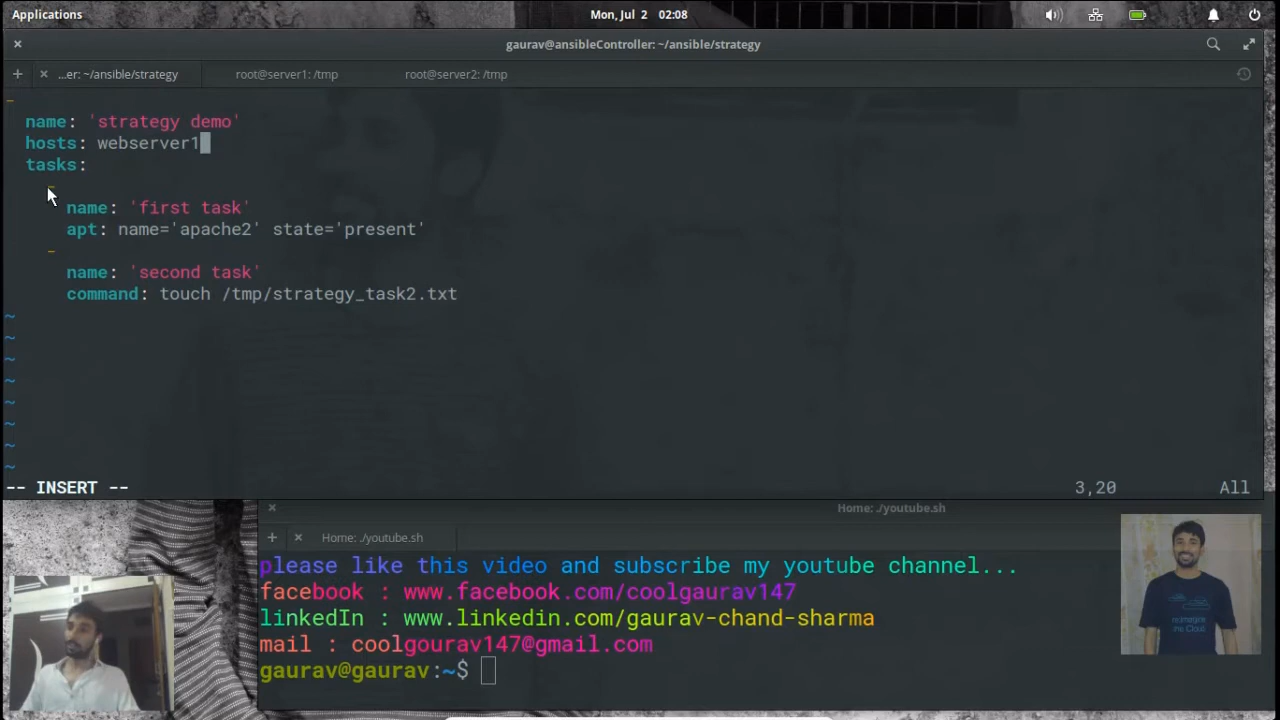 Applications
Mon, Jul 2 02:08
gaurav@ansibleController: ~/ansible/strategy
...er: ~/ansible/strategy
root@server1: /tmp
root@server2: /tmp
-
name: 'strategy demo'
hosts: webserver1
tasks:
-
name: 'first task'
apt: name='apache2' state='present'
-
name: 'second task'
command: touch /tmp/strategy_task2.txt
~
~
~
~
~
~
~
~
-- INSERT --
3,20
All
Home: ./youtube.sh
Home: ./youtube.sh
please like this video and subscribe my youtube channel...
facebook : www.facebook.com/coolgaurav147
linkedIn : www.linkedin.com/gaurav-chand-sharma
mail : coolgourav147@gmail.com
gaurav@gaurav:~$
reimagine
the Cloud